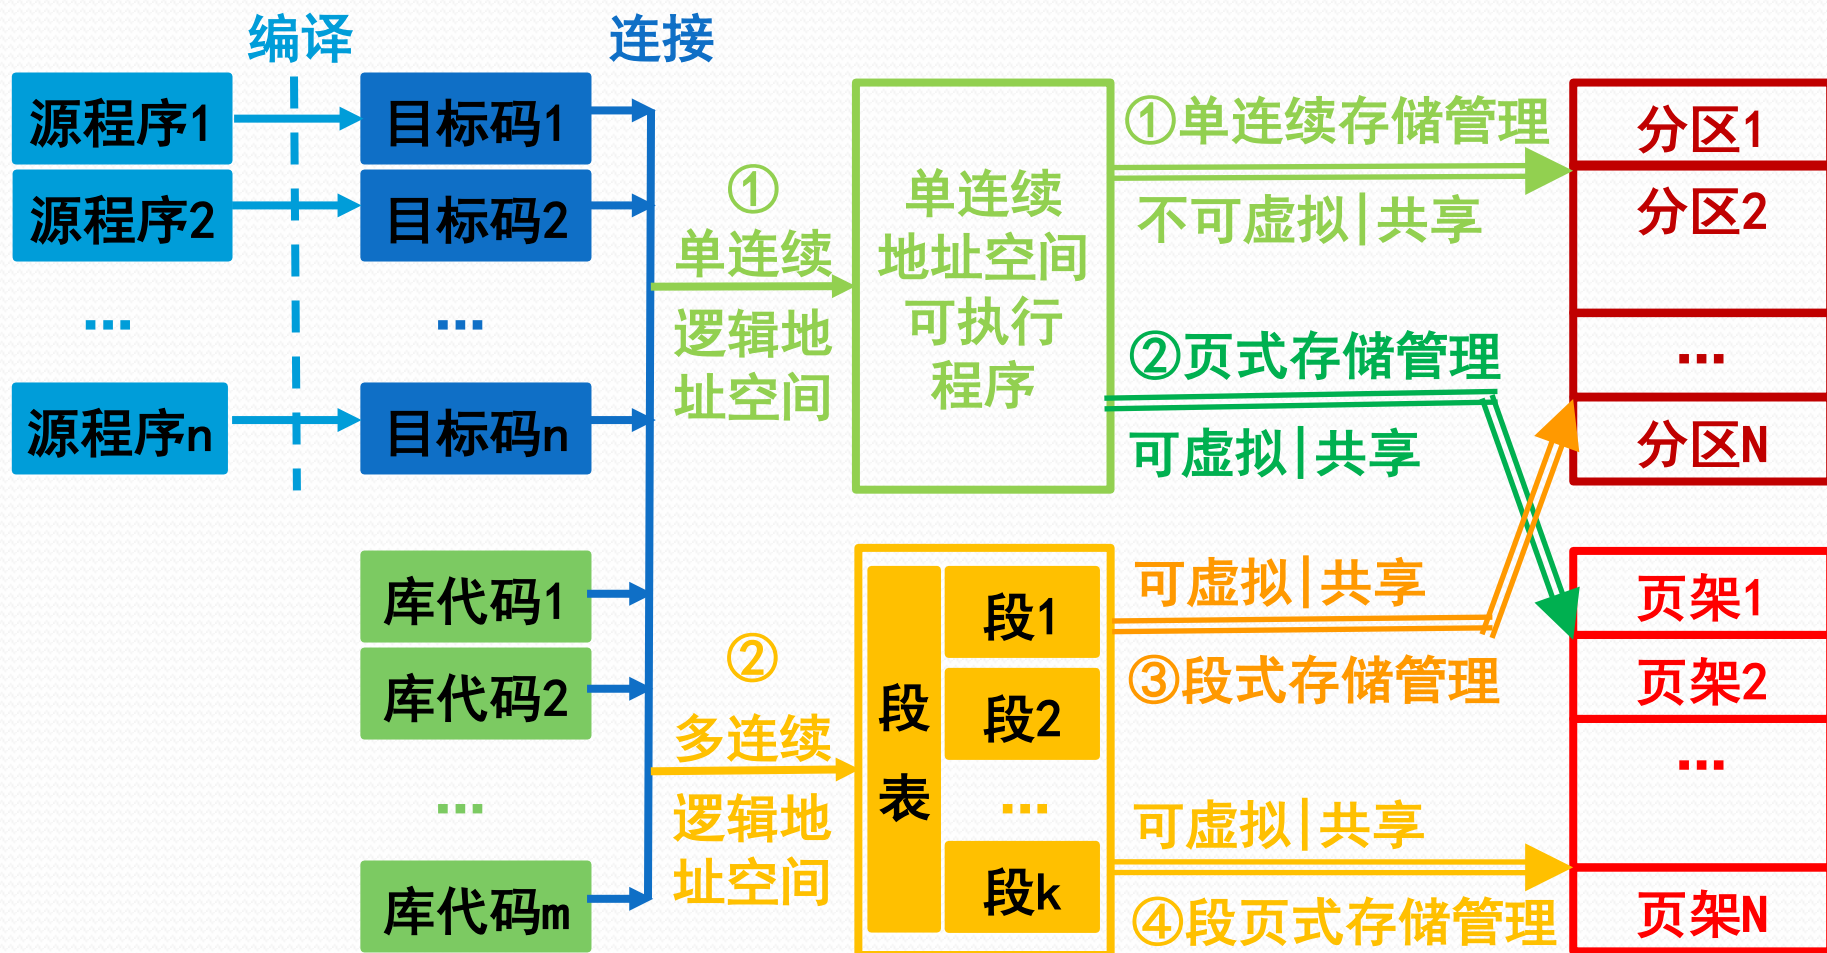 编译
连接
源程序1
目标码1
源程序2
目标码2
…
…
源程序n
目标码n
库代码1
库代码2
…
库代码m
①
单连续
逻辑地
址空间
②
多连续
逻辑地
址空间
单连续
地址空间
可执行
程序
段
表
段1
段2
…
段k
①单连续存储管理
不可虚拟|共享
②页式存储管理
可虚拟|共享
可虚拟|共享
③段式存储管理
可虚拟|共享
④段页式存储管理
分区1
分区2
…
分区N
页架1
页架2
…
页架N